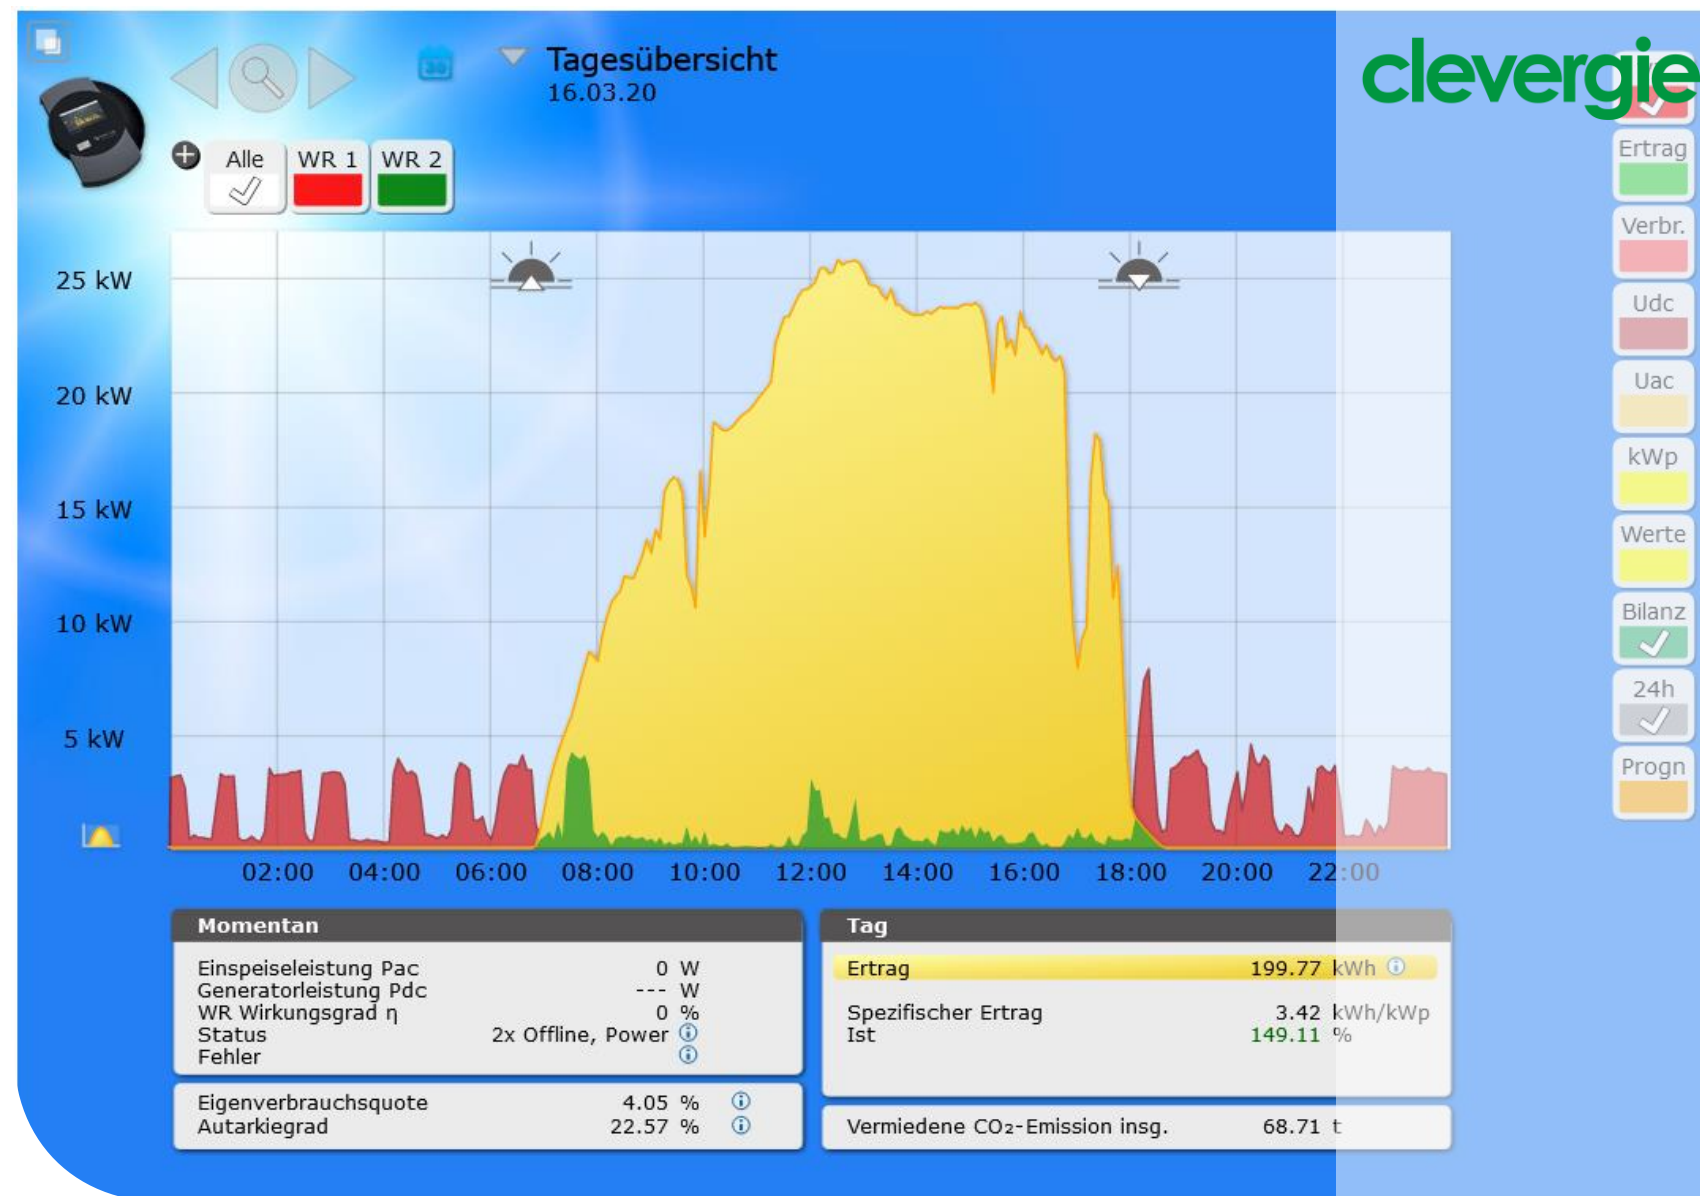 Tagesübersicht
16.03.20
clevergie
30
Alle
WR 1
WR 2
Ertrag
Verbr.
Udc
Uac
kWp
Werte
Bilanz
24h
Progn
25 kW
20 kW
15 kW
10 kW
5 kW
02:00 04:00 06:00 08:00 10:00 12:00 14:00 16:00 18:00 20:00 22:00
Momentan
Einspeiseleistung Pac 0 W
Generatorleistung Pdc --- W
WR Wirkungsgrad η 0 %
Status 2x Offline, Power
Fehler
Eigenverbrauchsquote 4.05 %
Autarkiegrad 22.57 %
Tag
Ertrag 199.77 kWh
Spezifischer Ertrag 3.42 kWh/kWp
Ist 149.11 %
Vermiedene CO₂-Emission insg. 68.71 t